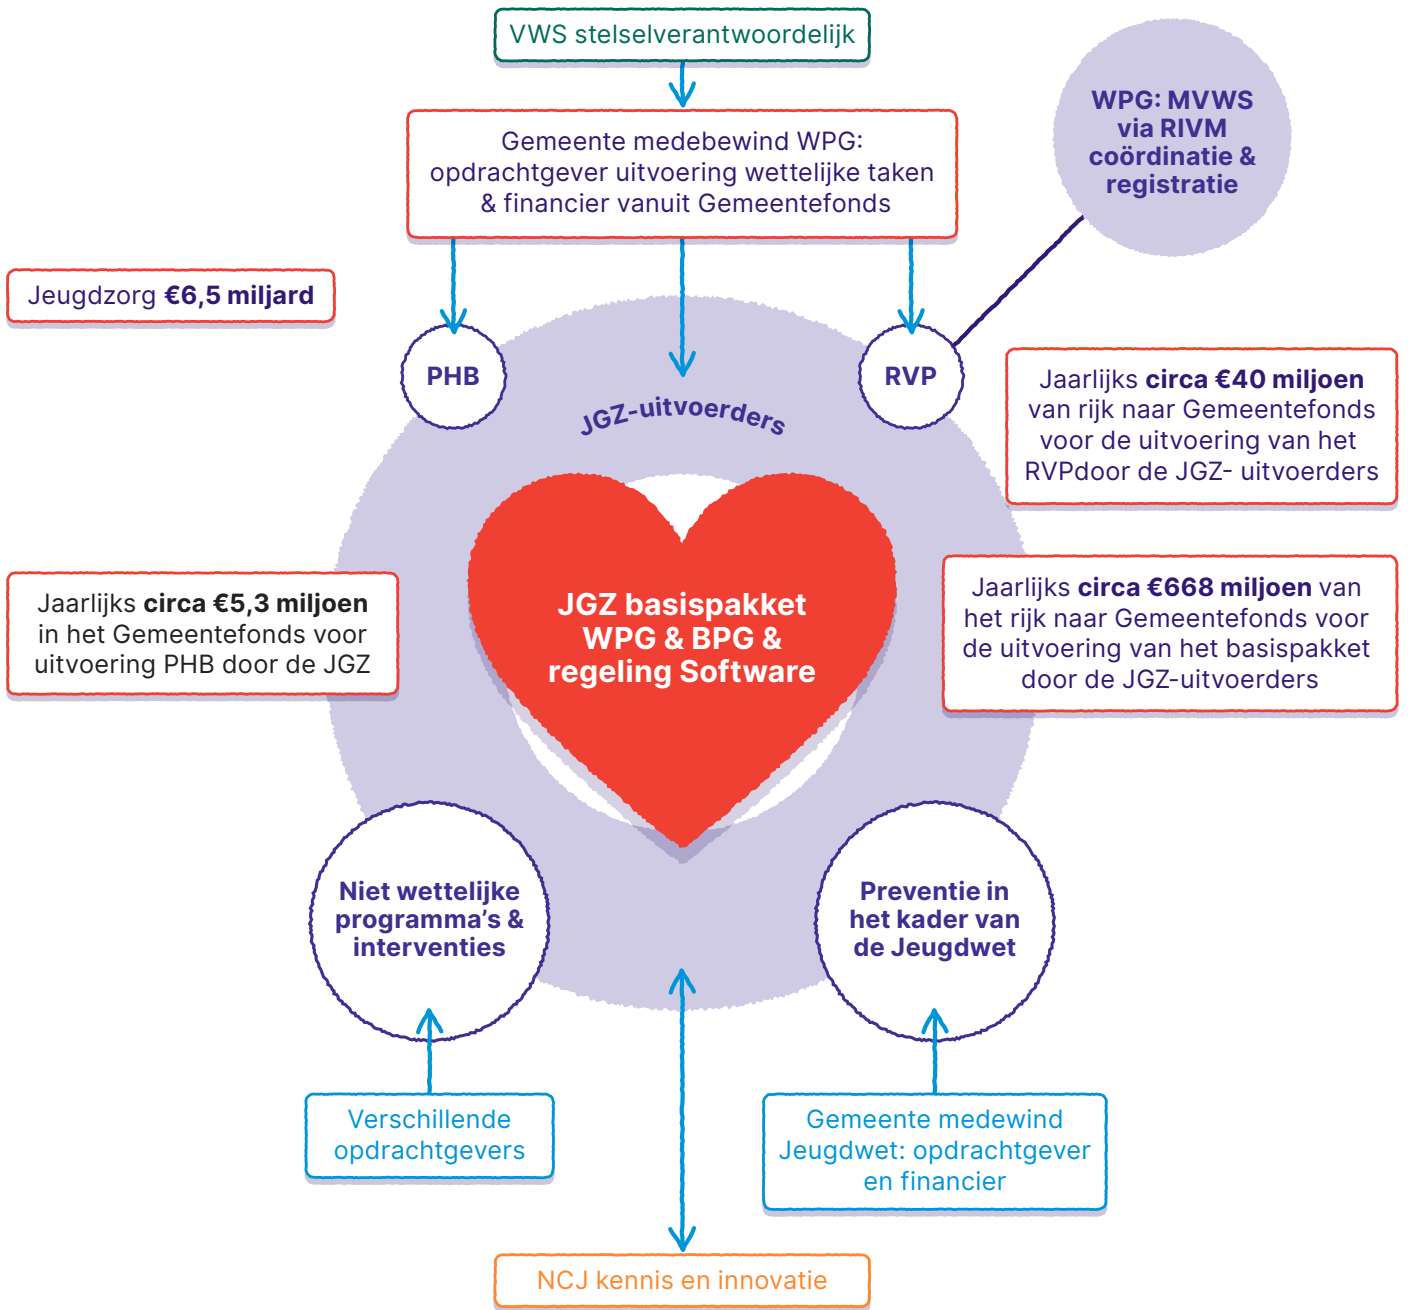 VWS stelselverantwoordelijk
WPG: MVWS
via RIVM
coördinatie &
registratie
Gemeente medebewind WPG:
opdrachtgever uitvoering wettelijke taken
& financier vanuit Gemeentefonds
Jeugdzorg €6,5 miljard
PHB
RVP
JGZ-uitvoerders
Jaarlijks circa €40 miljoen
van rijk naar Gemeentefonds
voor de uitvoering van het
RVPdoor de JGZ- uitvoerders
Jaarlijks circa €5,3 miljoen
in het Gemeentefonds voor
uitvoering PHB door de JGZ
JGZ basispakket
WPG & BPG &
regeling Software
Jaarlijks circa €668 miljoen van
het rijk naar Gemeentefonds voor
de uitvoering van het basispakket
door de JGZ-uitvoerders
Niet wettelijke
programma’s &
interventies
Preventie in
het kader van
de Jeugdwet
Verschillende
opdrachtgevers
Gemeente medewind
Jeugdwet: opdrachtgever
en financier
NCJ kennis en innovatie